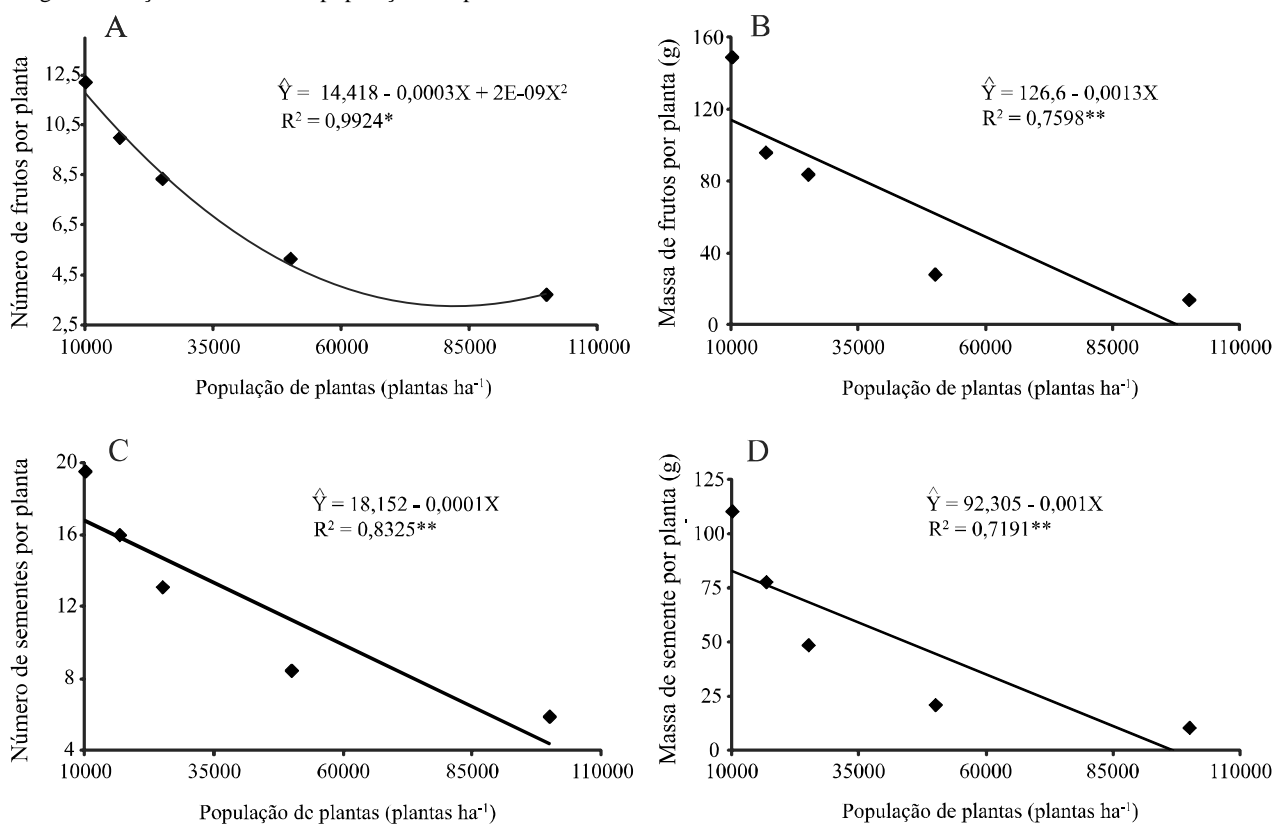 A
Número de frutos por planta
12,5
10,5
8,5
6,5
4,5
2,5
Ŷ = 14,418 - 0,0003X + 2E-09X²
R² = 0,9924*
10000 35000 60000 85000 110000
População de plantas (plantas ha⁻¹)
B
Massa de frutos por planta (g)
160
120
80
40
0
Ŷ = 126,6 - 0,0013X
R² = 0,7598**
10000 35000 60000 85000 110000
População de plantas (plantas ha⁻¹)
C
Número de sementes por planta
20
16
12
8
4
Ŷ = 18,152 - 0,0001X
R² = 0,8325**
10000 35000 60000 85000 110000
População de plantas (plantas ha⁻¹)
D
Massa de semente por planta (g)
125
100
75
50
25
0
Ŷ = 92,305 - 0,001X
R² = 0,7191**
10000 35000 60000 85000 110000
População de plantas (plantas ha⁻¹)